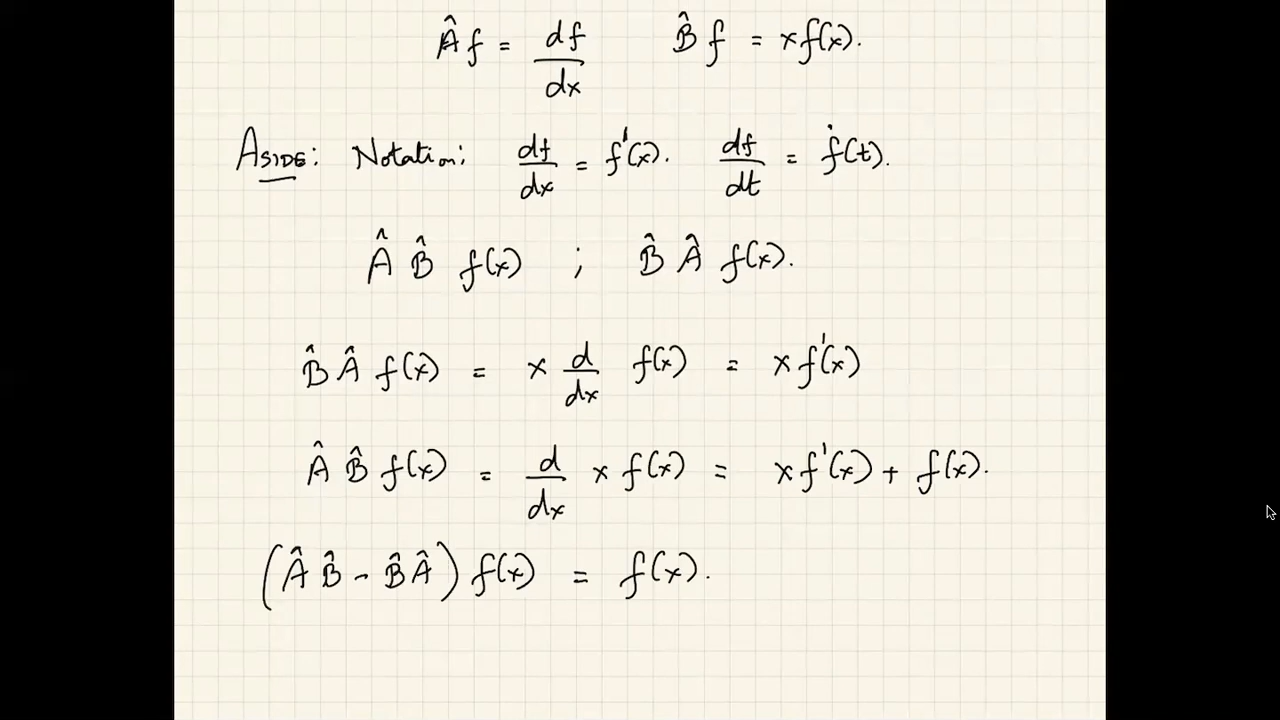 Âf = df/dx B̂f = xf(x).
ASIDE: Notation: df/dx = f'(x). df/dt = ḟ(t).
ÂB̂ f(x) ; B̂Â f(x).
B̂Â f(x) = x d/dx f(x) = xf'(x)
ÂB̂ f(x) = d/dx x f(x) = xf'(x) + f(x).
(ÂB̂ - B̂Â) f(x) = f(x).